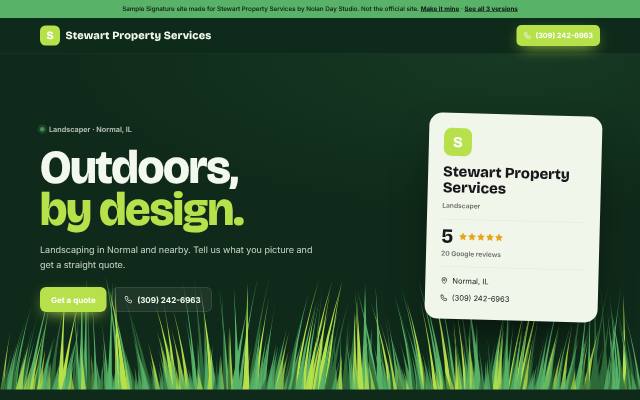 Sample Signature site made for Stewart Property Services by Nolan Day Studio. Not the official site. Make it mine · See all 3 versions
S Stewart Property Services
(309) 242-6963
Landscaper · Normal, IL
Outdoors,
by design.
Landscaping in Normal and nearby. Tell us what you picture and
get a straight quote.
Get a quote
(309) 242-6963
S
Stewart Property
Services
Landscaper
5
20 Google reviews
Normal, IL
(309) 242-6963